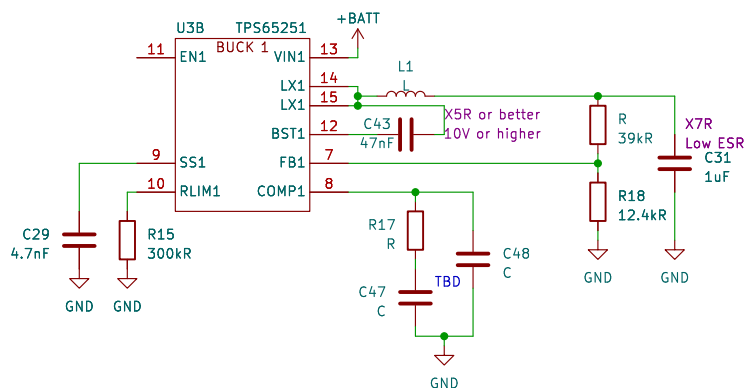 +BATT
U3B
TPS65251
BUCK 1
11
EN1
VIN1
13
LX1
14
LX1
15
BST1
12
9
SS1
FB1
7
10
RLIM1
COMP1
8
L1
L
C43
47nF
X5R or better
10V or higher
R
39kR
X7R
Low ESR
C31
1uF
R18
12.4kR
GND
GND
C29
4.7nF
GND
R15
300kR
GND
R17
R
C48
C
TBD
C47
C
GND